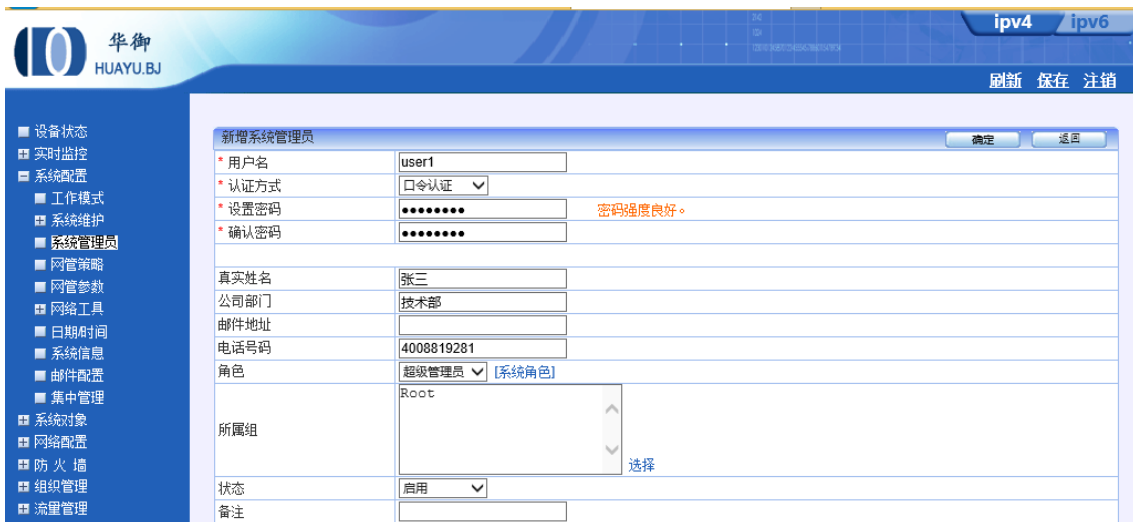 华御
HUAYU.BJ
ipv4 ipv6
刷新 保存 注销
设备状态
实时监控
系统配置
工作模式
系统维护
系统管理员
网管策略
网管参数
网络工具
日期/时间
系统信息
邮件配置
集中管理
系统对象
网络配置
防 火 墙
组织管理
流量管理
新增系统管理员 确定 返回
* 用户名 user1
* 认证方式 口令认证
* 设置密码 ●●●●●●●● 密码强度良好。
* 确认密码 ●●●●●●●●
真实姓名 张三
公司部门 技术部
邮件地址
电话号码 4008819281
角色 超级管理员 [系统角色]
所属组 Root 选择
状态 启用
备注